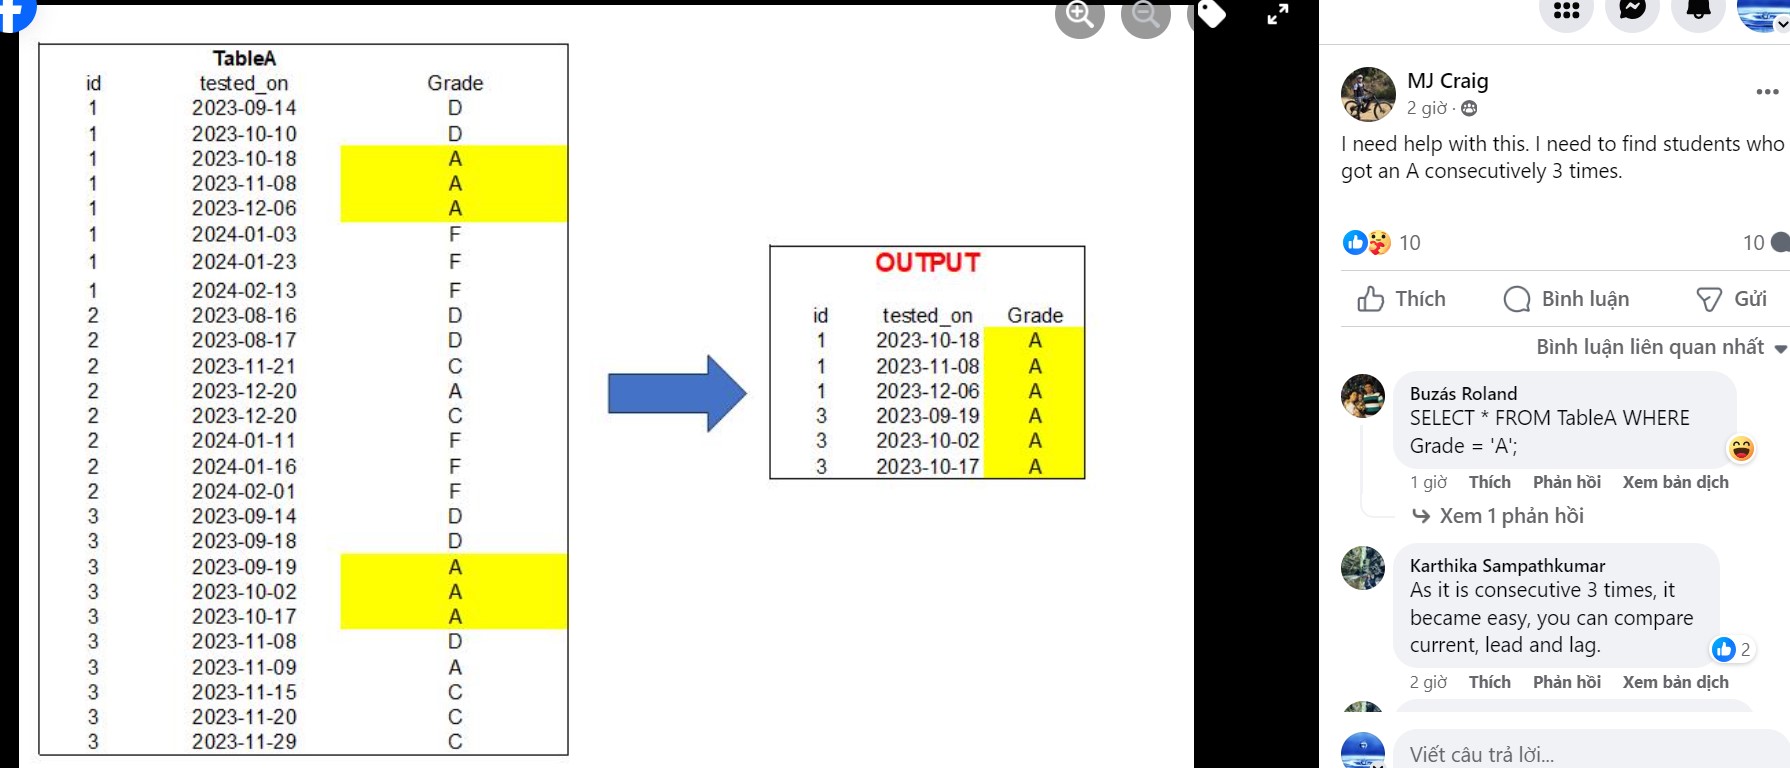 TableA
id tested_on Grade
1 2023-09-14 D
1 2023-10-10 D
1 2023-10-18 A
1 2023-11-08 A
1 2023-12-06 A
1 2024-01-03 F
1 2024-01-23 F
1 2024-02-13 F
2 2023-08-16 D
2 2023-08-17 D
2 2023-11-21 C
2 2023-12-20 A
2 2023-12-20 C
2 2024-01-11 F
2 2024-01-16 F
2 2024-02-01 F
3 2023-09-14 D
3 2023-09-18 D
3 2023-09-19 A
3 2023-10-02 A
3 2023-10-17 A
3 2023-11-08 D
3 2023-11-09 A
3 2023-11-15 C
3 2023-11-20 C
3 2023-11-29 C
OUTPUT
id tested_on Grade
1 2023-10-18 A
1 2023-11-08 A
1 2023-12-06 A
3 2023-09-19 A
3 2023-10-02 A
3 2023-10-17 A
MJ Craig
2 giờ ·
I need help with this. I need to find students who
got an A consecutively 3 times.
10 10
Thích Bình luận Gửi
Bình luận liên quan nhất
Buzás Roland
SELECT * FROM TableA WHERE
Grade = 'A';
1 giờ Thích Phản hồi Xem bản dịch
Xem 1 phản hồi
Karthika Sampathkumar
As it is consecutive 3 times, it
became easy, you can compare
current, lead and lag.
2
2 giờ Thích Phản hồi Xem bản dịch
Viết câu trả lời...